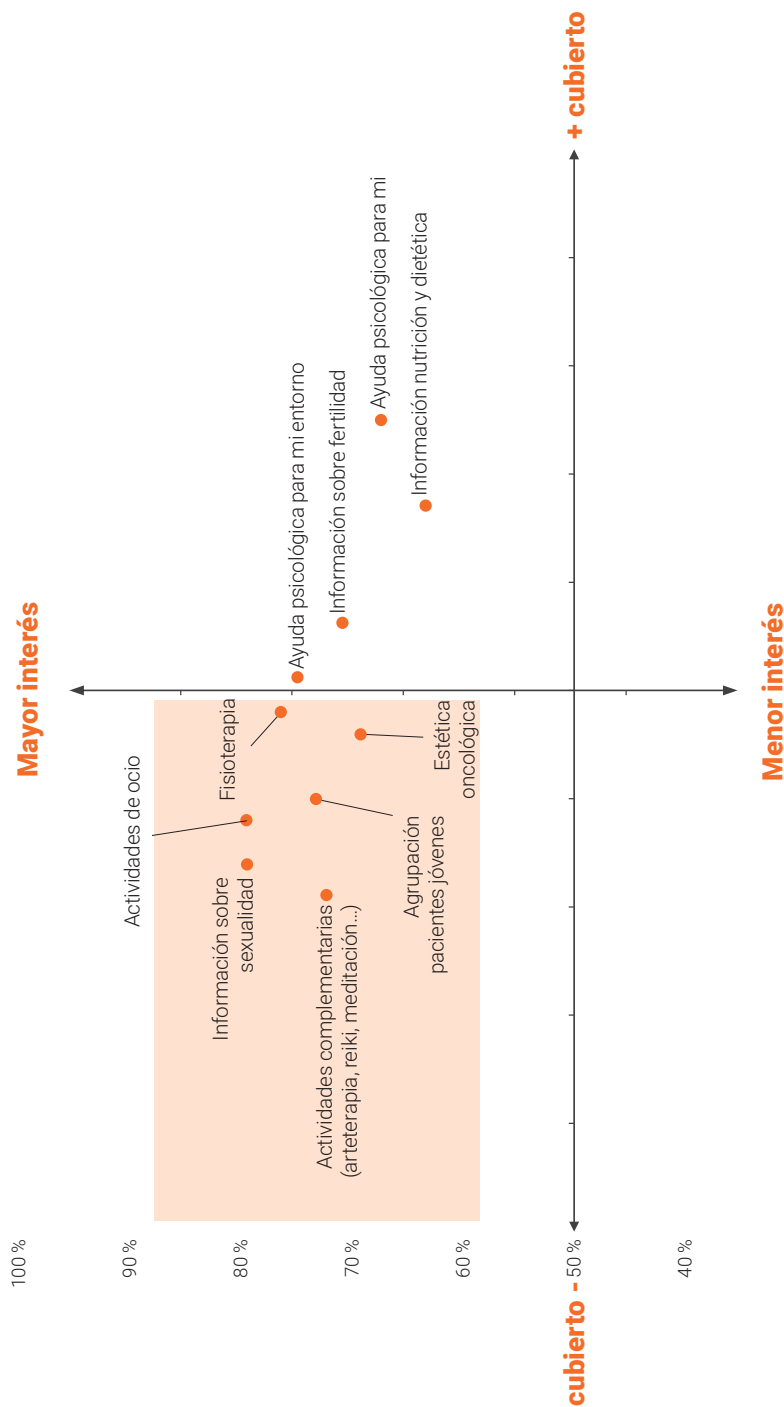 Mayor interés
100 %
90 %
80 %
70 %
60 %
50 %
40 %
Actividades de ocio
Información sobre
sexualidad
Fisioterapia
Ayuda psicológica para mi entorno
Actividades complementarias
(arteterapia, reiki, meditación...)
Agrupación
pacientes jóvenes
Información sobre fertilidad
Estética
oncológica
Ayuda psicológica para mi
Información nutrición y dietética
cubierto -
+ cubierto
Menor interés